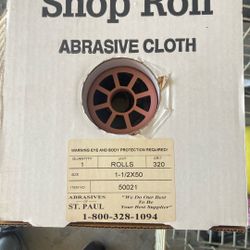 Shop Roll
ABRASIVE CLOTH
WARNING EYE AND BODY PROTECTION REQUIRED!
QUANTITY UNIT GRIT
1 ROLLS 320
SIZE 1-1/2X50
ITEM NO 50021
ABRASIVES "We Do Our Best
To Be
ST. PAUL Your Best Supplier"
1-800-328-1094